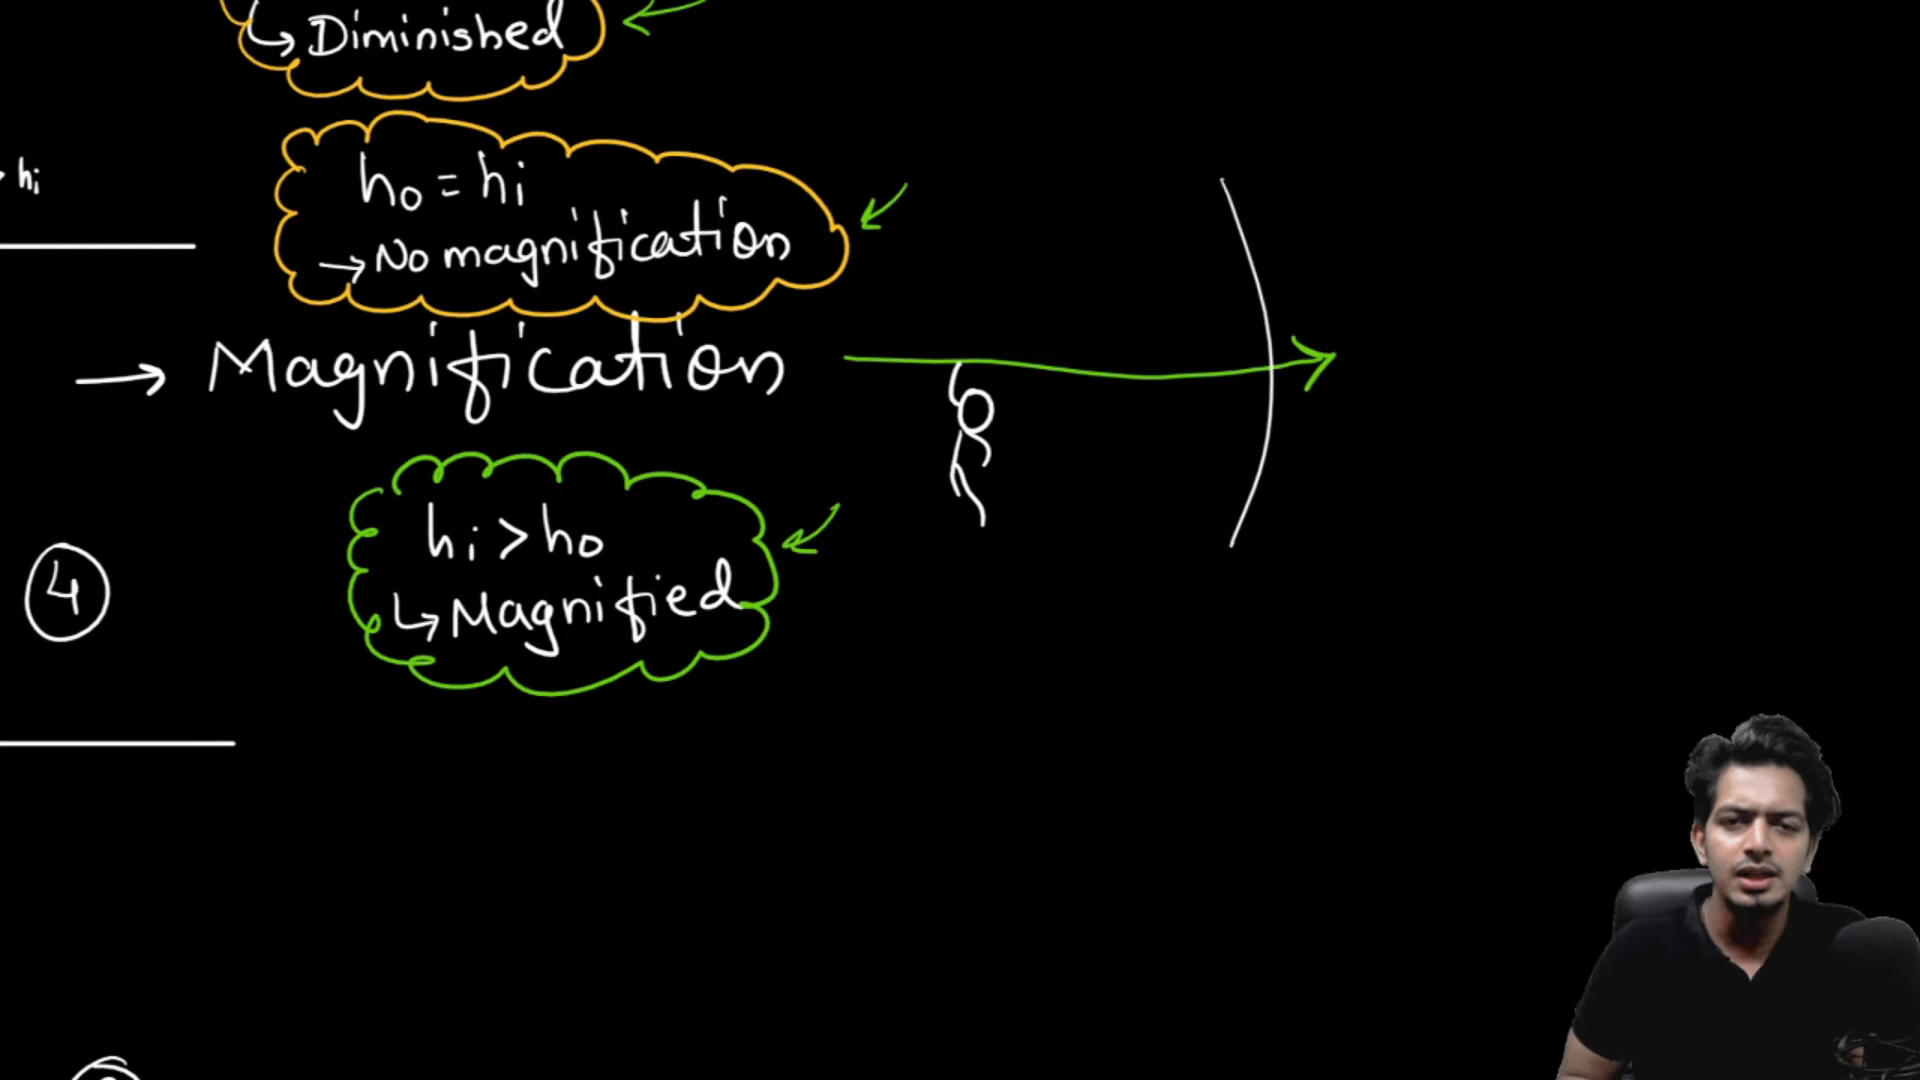 ↳ Diminished
hi
ho = hi
→ No magnification
→ Magnification
hi > ho
↳ Magnified
4